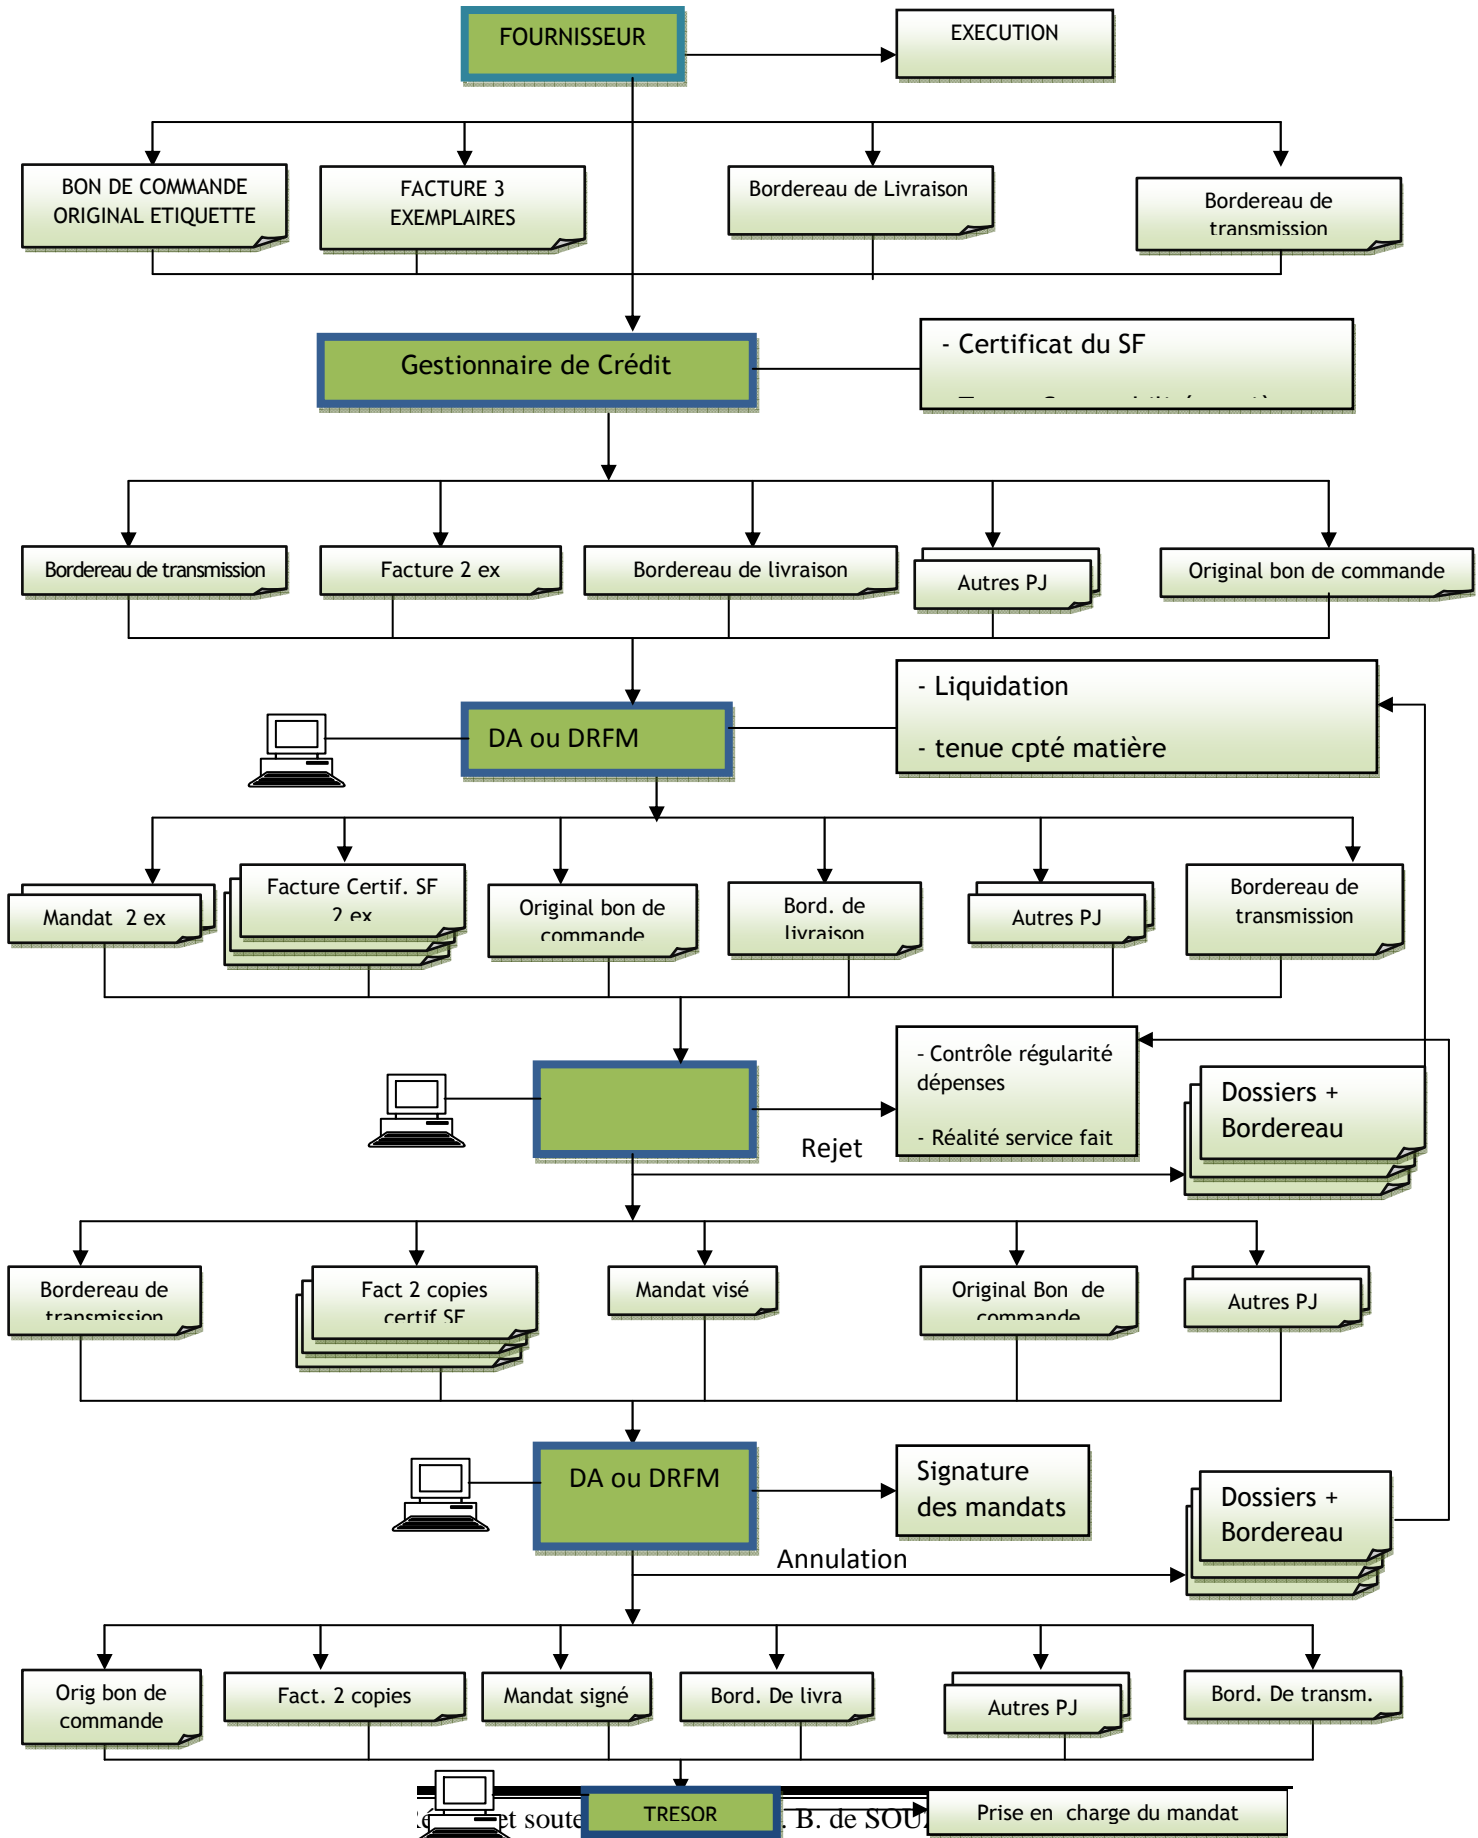 FOURNISSEUR
EXECUTION
BON DE COMMANDE
ORIGINAL ETIQUETTE
FACTURE 3
EXEMPLAIRES
Bordereau de Livraison
Bordereau de
transmission
Gestionnaire de Crédit
- Certificat du SF
Bordereau de transmission
Facture 2 ex
Bordereau de livraison
Autres PJ
Original bon de commande
DA ou DRFM
- Liquidation
- tenue cpté matière
Mandat 2 ex
Facture Certif. SF
2 ex
Original bon de
commande
Bord. de
livraison
Autres PJ
Bordereau de
transmission
- Contrôle régularité
dépenses
- Réalité service fait
Dossiers +
Bordereau
Rejet
Bordereau de
transmission
Fact 2 copies
certif SF
Mandat visé
Original Bon de
commande
Autres PJ
DA ou DRFM
Signature
des mandats
Dossiers +
Bordereau
Annulation
Orig bon de
commande
Fact. 2 copies
Mandat signé
Bord. De livra
Autres PJ
Bord. De transm.
TRESOR
Prise en charge du mandat
et soute
. B. de SOU